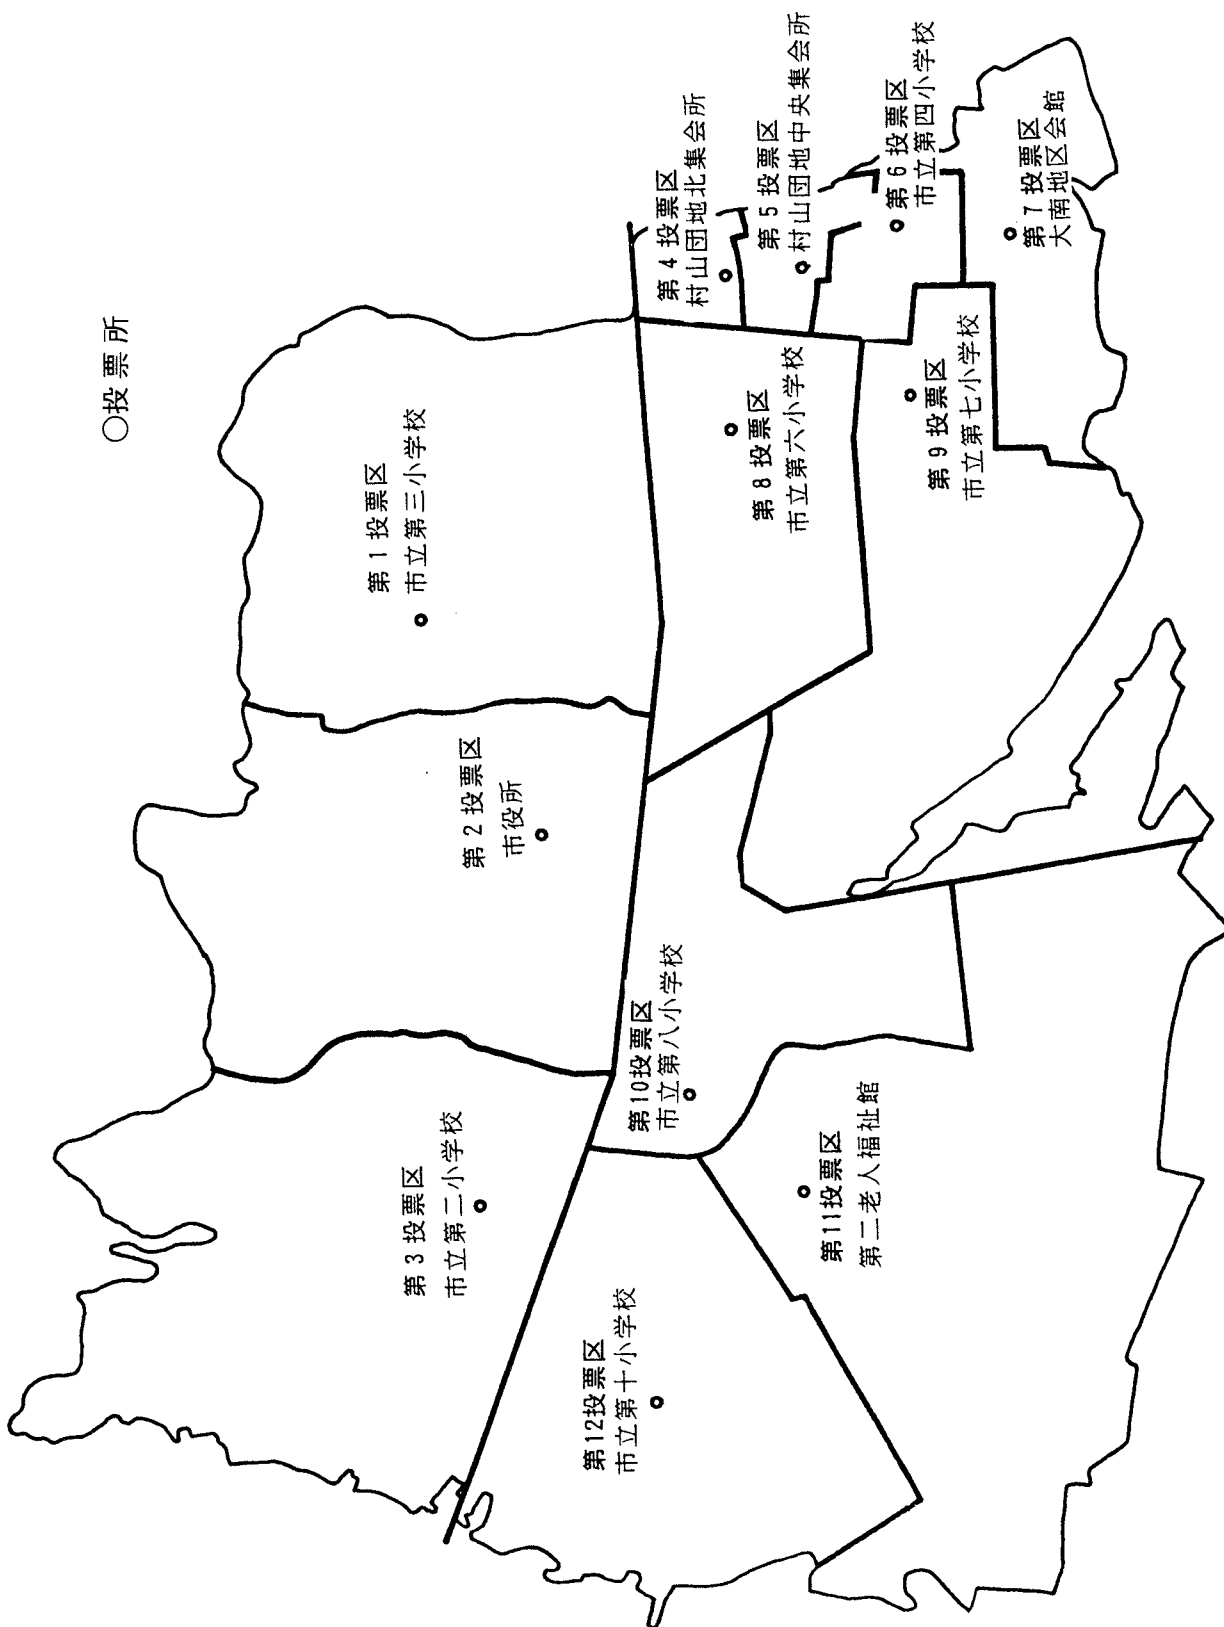 ○投票所
第1投票区
市立第三小学校
第2投票区
市役所
第3投票区
市立第二小学校
第4投票区
村山団地北集会所
第5投票区
村山団地中央集会所
第6投票区
市立第四小学校
第7投票区
大南地区会館
第8投票区
市立第六小学校
第9投票区
市立第七小学校
第10投票区
市立第八小学校
第11投票区
第二老人福祉館
第12投票区
市立第十小学校